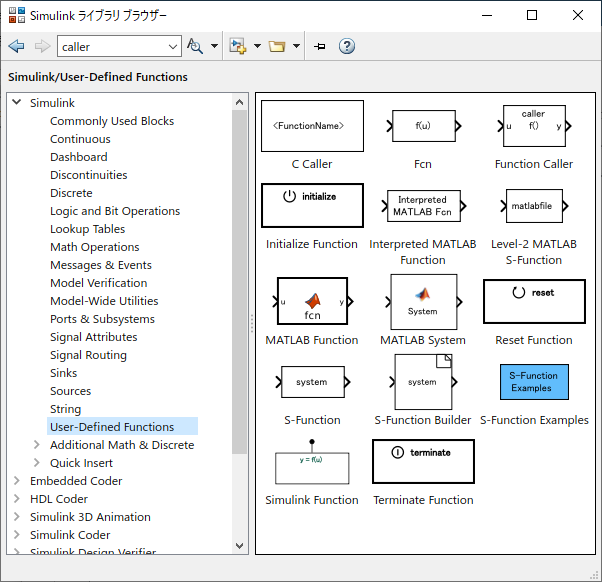 Simulink ライブラリ ブラウザー
caller
Simulink/User-Defined Functions
Simulink
Commonly Used Blocks
Continuous
Dashboard
Discontinuities
Discrete
Logic and Bit Operations
Lookup Tables
Math Operations
Messages & Events
Model Verification
Model-Wide Utilities
Ports & Subsystems
Signal Attributes
Signal Routing
Sinks
Sources
String
User-Defined Functions
Additional Math & Discrete
Quick Insert
Embedded Coder
HDL Coder
Simulink 3D Animation
Simulink Coder
Simulink Design Verifier
<FunctionName>
C Caller
f(u)
Fcn
caller
u f() y
Function Caller
initialize
Initialize Function
Interpreted
MATLAB Fcn
Interpreted MATLAB
Function
matlabfile
Level-2 MATLAB
S-Function
u y
fcn
MATLAB Function
System
MATLAB System
reset
Reset Function
system
S-Function
system
S-Function Builder
S-Function
Examples
S-Function Examples
y = f(u)
Simulink Function
terminate
Terminate Function